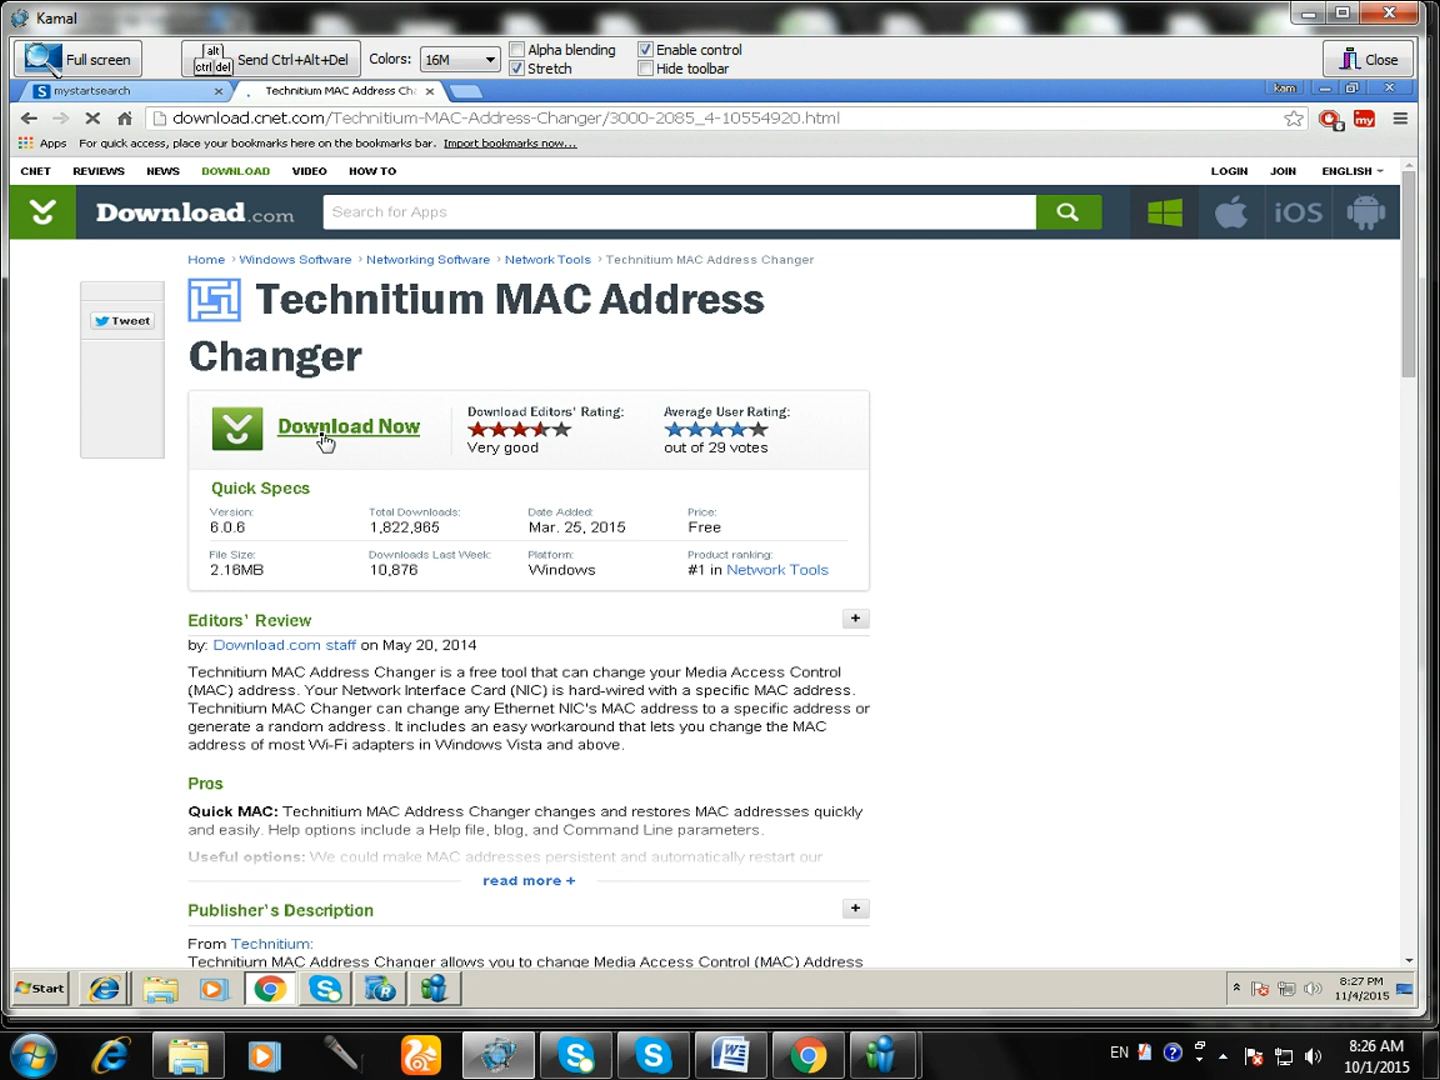 Kamal
Full screen
alt
ctrl del
Send Ctrl+Alt+Del
Colors:
16M
Alpha blending
Stretch
Enable control
Hide toolbar
Close
mystartsearch
Technitium MAC Address Ch
kam
download.cnet.com/Technitium-MAC-Address-Changer/3000-2085_4-10554920.html
my
Apps
For quick access, place your bookmarks here on the bookmarks bar.
Import bookmarks now...
CNET
REVIEWS
NEWS
DOWNLOAD
VIDEO
HOW TO
LOGIN
JOIN
ENGLISH
Download.com
Search for Apps
iOS
Home › Windows Software › Networking Software › Network Tools › Technitium MAC Address Changer
Tweet
Technitium MAC Address
Changer
Download Now
Download Editors' Rating:
Very good
Average User Rating:
out of 29 votes
Quick Specs
Version:
6.0.6
Total Downloads:
1,822,965
Date Added:
Mar. 25, 2015
Price:
Free
File Size:
2.16MB
Downloads Last Week:
10,876
Platform:
Windows
Product ranking:
#1 in Network Tools
Editors' Review
+
by: Download.com staff on May 20, 2014
Technitium MAC Address Changer is a free tool that can change your Media Access Control
(MAC) address. Your Network Interface Card (NIC) is hard-wired with a specific MAC address.
Technitium MAC Changer can change any Ethernet NIC's MAC address to a specific address or
generate a random address. It includes an easy workaround that lets you change the MAC
address of most Wi-Fi adapters in Windows Vista and above.
Pros
Quick MAC: Technitium MAC Address Changer changes and restores MAC addresses quickly
and easily. Help options include a Help file, blog, and Command Line parameters.
Useful options: We could make MAC addresses persistent and automatically restart our
read more +
Publisher's Description
+
From Technitium:
Technitium MAC Address Changer allows you to change Media Access Control (MAC) Address
Start
8:27 PM
11/4/2015
EN
8:26 AM
10/1/2015